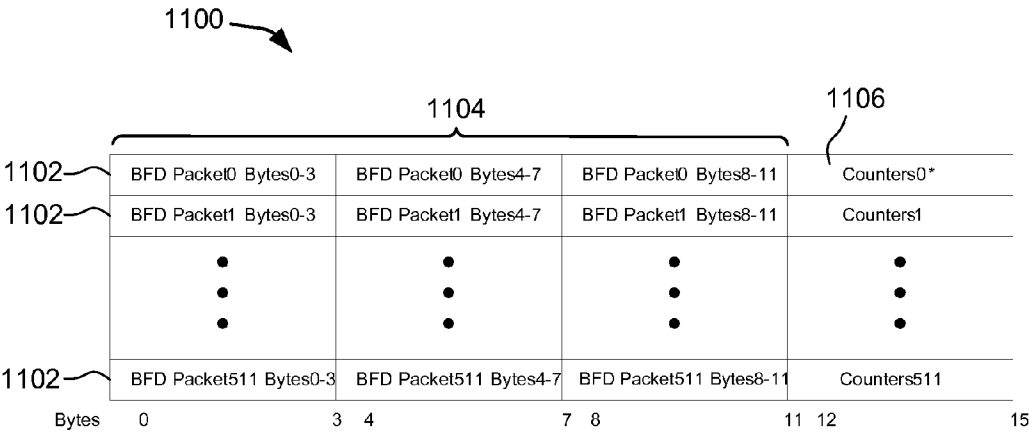 1100
1104
1106
1102 BFD Packet0 Bytes0-3 BFD Packet0 Bytes4-7 BFD Packet0 Bytes8-11 Counters0*
1102 BFD Packet1 Bytes0-3 BFD Packet1 Bytes4-7 BFD Packet1 Bytes8-11 Counters1
1102 BFD Packet511 Bytes0-3 BFD Packet511 Bytes4-7 BFD Packet511 Bytes8-11 Counters511
Bytes 0 3 4 7 8 11 12 15